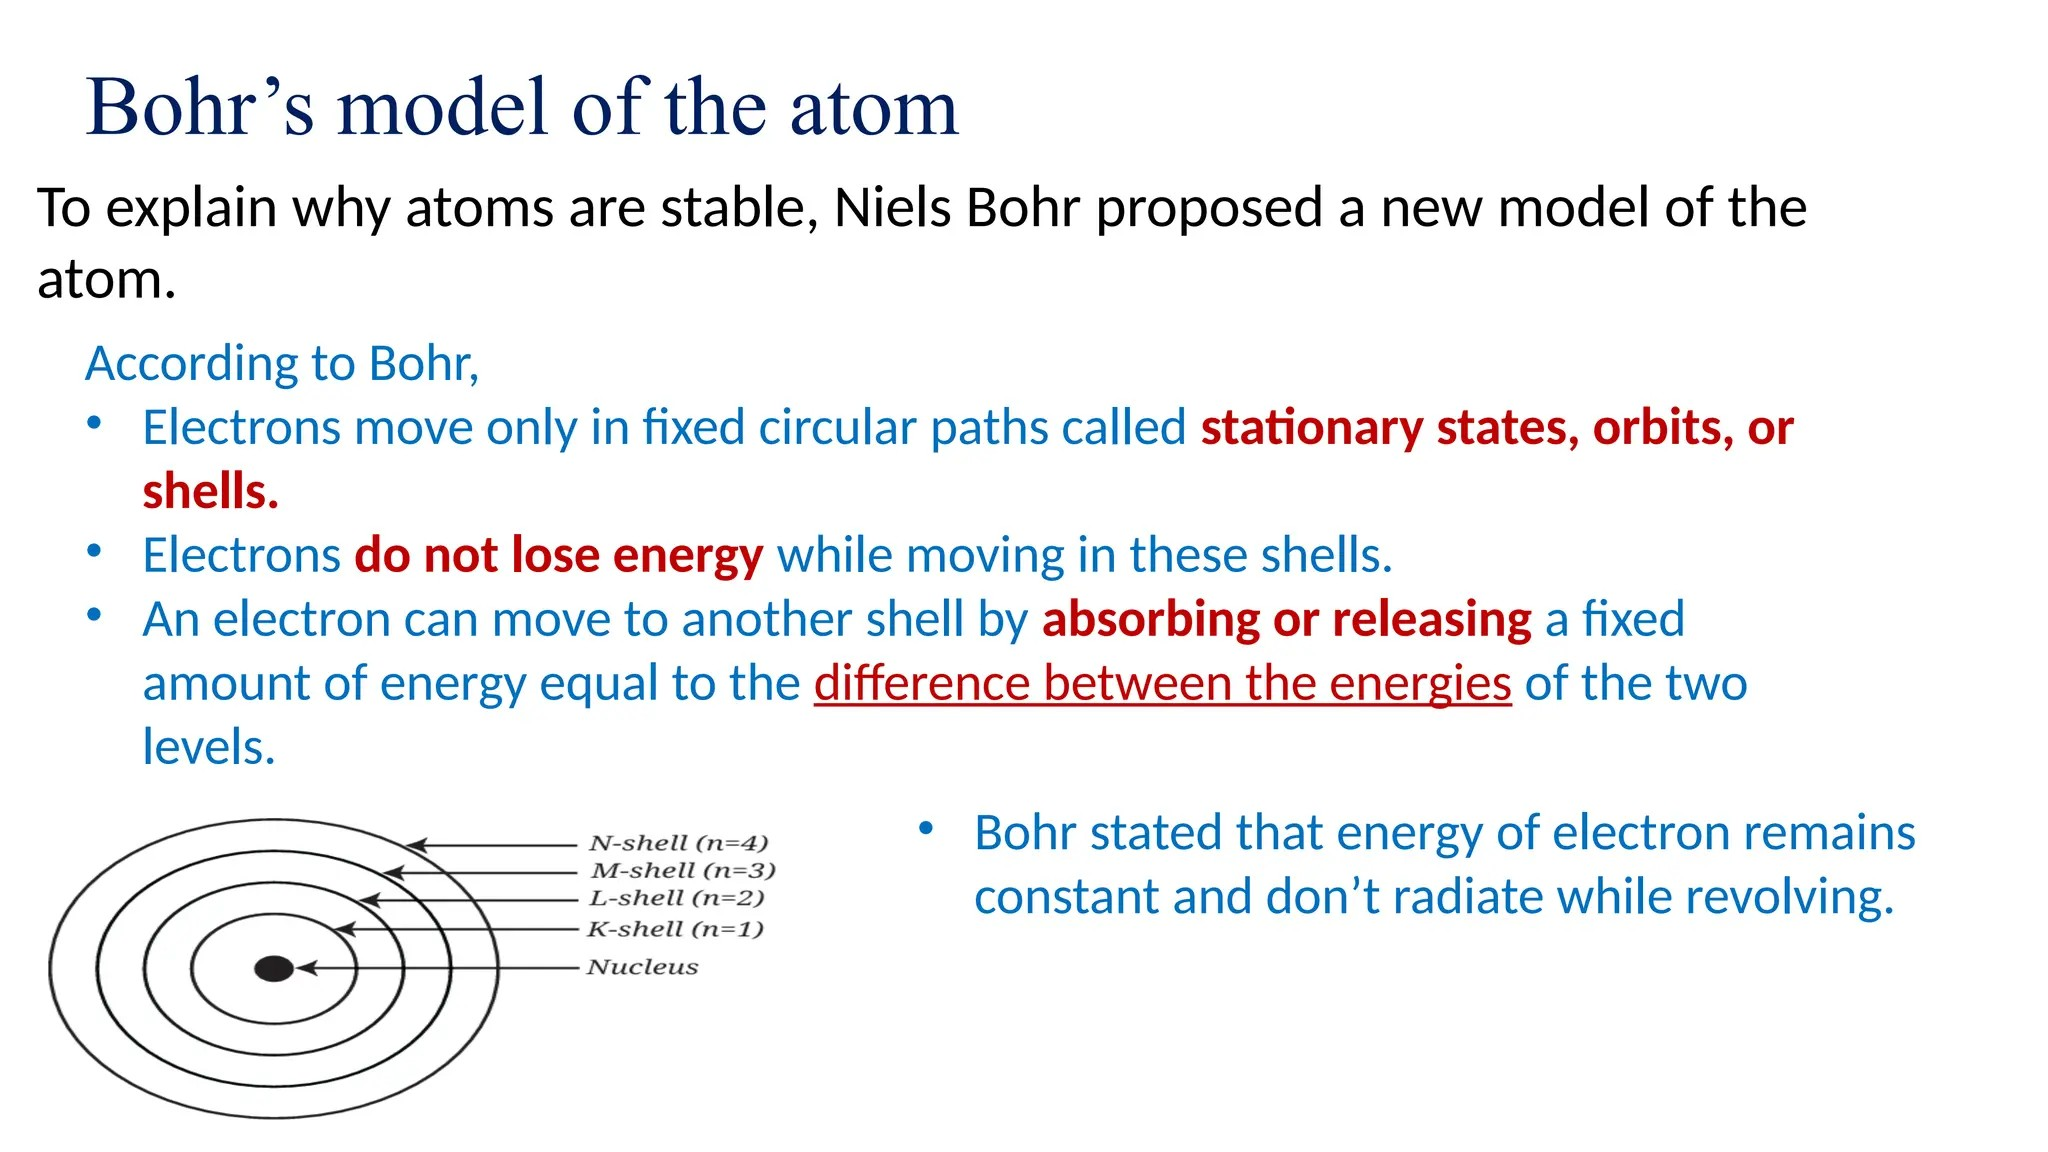 Bohr’s model of the atom
To explain why atoms are stable, Niels Bohr proposed a new model of the
atom.
According to Bohr,
• Electrons move only in fixed circular paths called stationary states, orbits, or
shells.
• Electrons do not lose energy while moving in these shells.
• An electron can move to another shell by absorbing or releasing a fixed
amount of energy equal to the difference between the energies of the two
levels.
N-shell (n=4)
M-shell (n=3)
L-shell (n=2)
K-shell (n=1)
Nucleus
• Bohr stated that energy of electron remains
constant and don’t radiate while revolving.